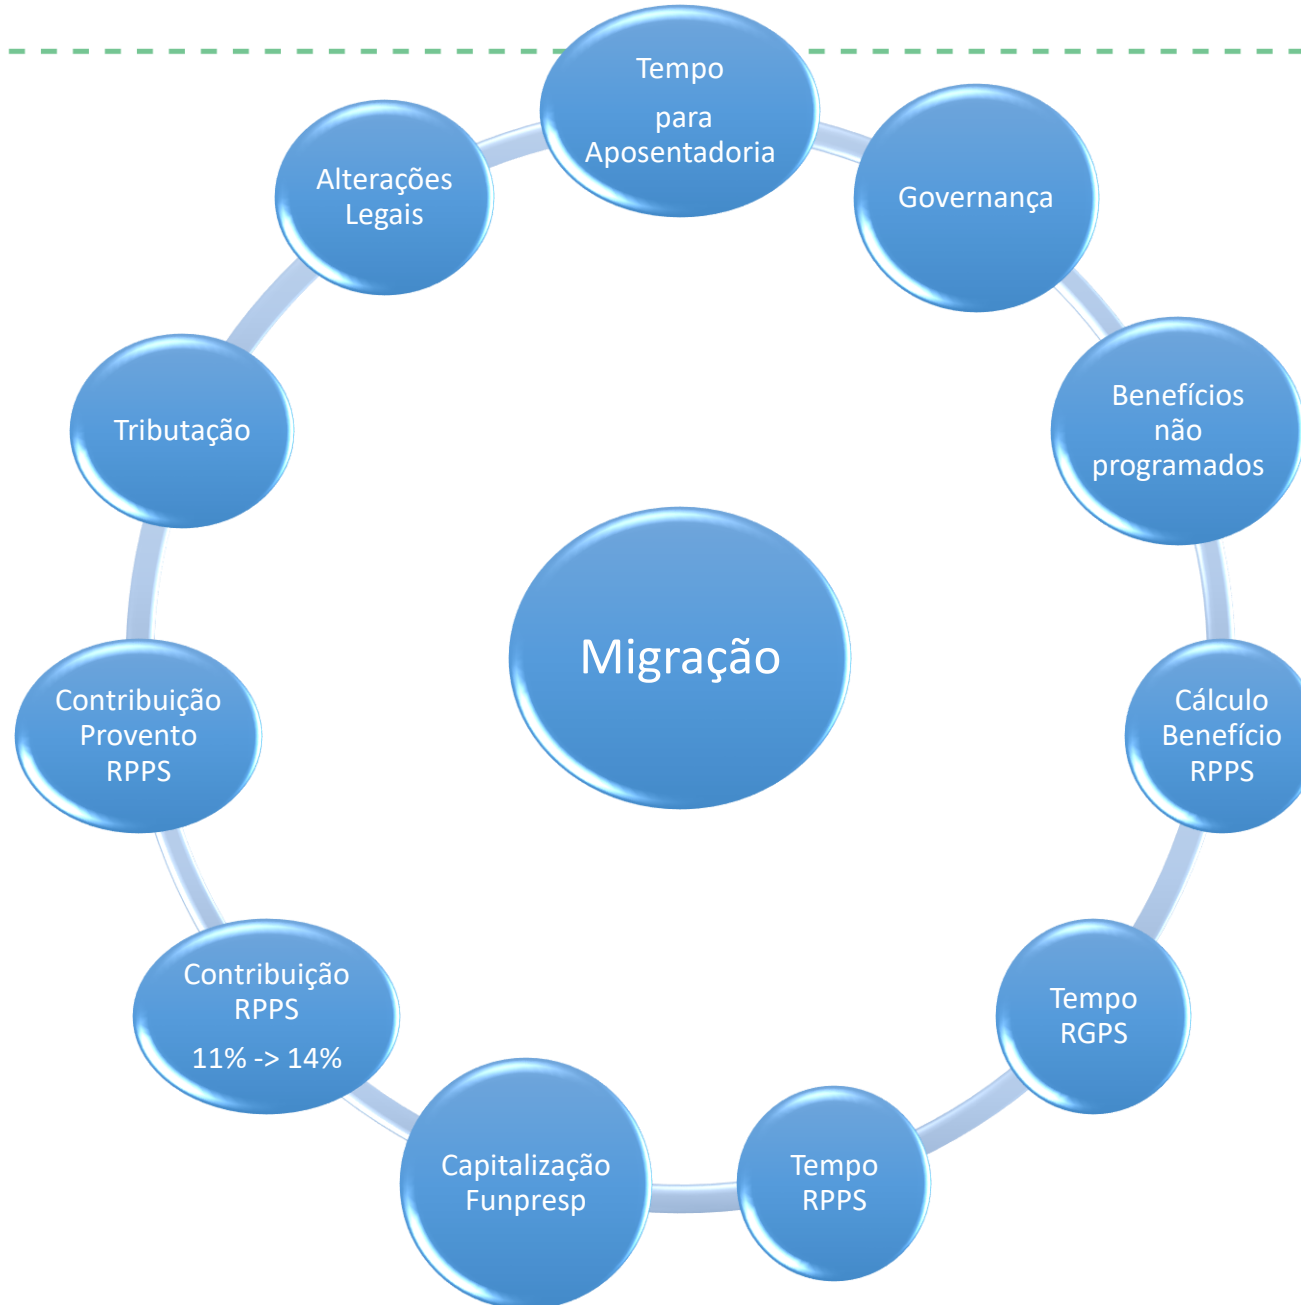 Tempo
para
Aposentadoria
Governança
Benefícios
não
programados
Cálculo
Benefício
RPPS
Tempo
RGPS
Tempo
RPPS
Capitalização
Funpresp
Contribuição
RPPS
11% -> 14%
Contribuição
Provento
RPPS
Tributação
Alterações
Legais
Migração